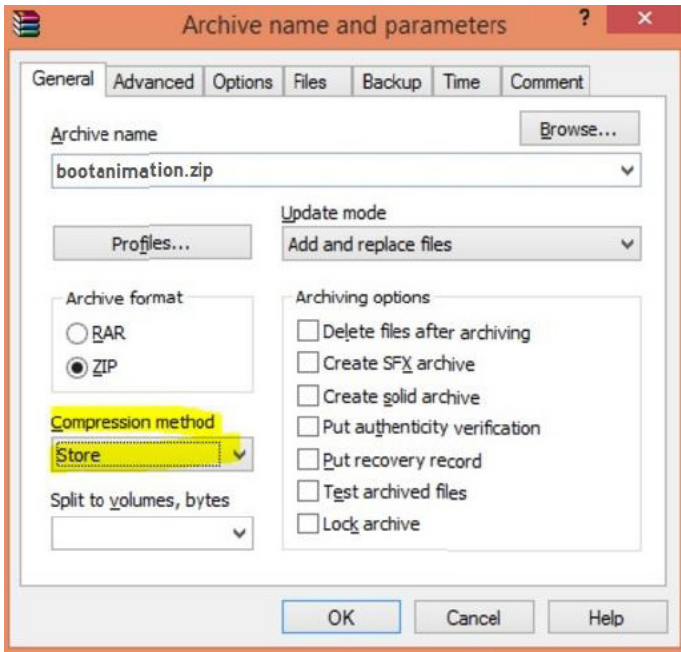 Archive name and parameters ? ×
General Advanced Options Files Backup Time Comment
Archive name
Browse...
bootanimation.zip
Update mode
Profiles...
Add and replace files
Archive format
RAR
ZIP
Compression method
Store
Split to volumes, bytes
Archiving options
Delete files after archiving
Create SFX archive
Create solid archive
Put authenticity verification
Put recovery record
Test archived files
Lock archive
OK Cancel Help